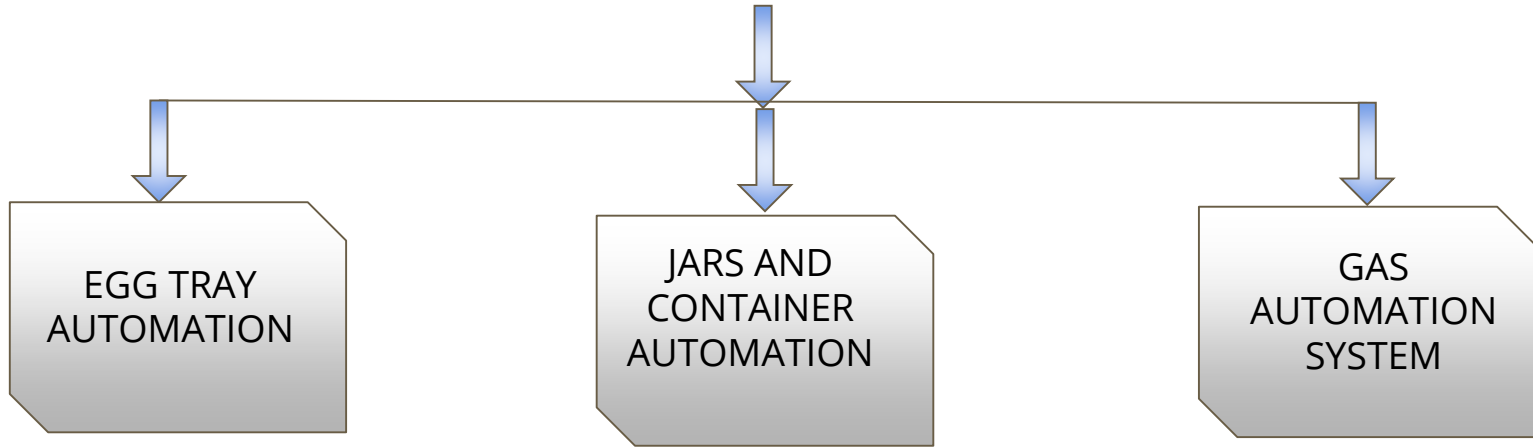 EGG TRAY
AUTOMATION
JARS AND
CONTAINER
AUTOMATION
GAS
AUTOMATION
SYSTEM